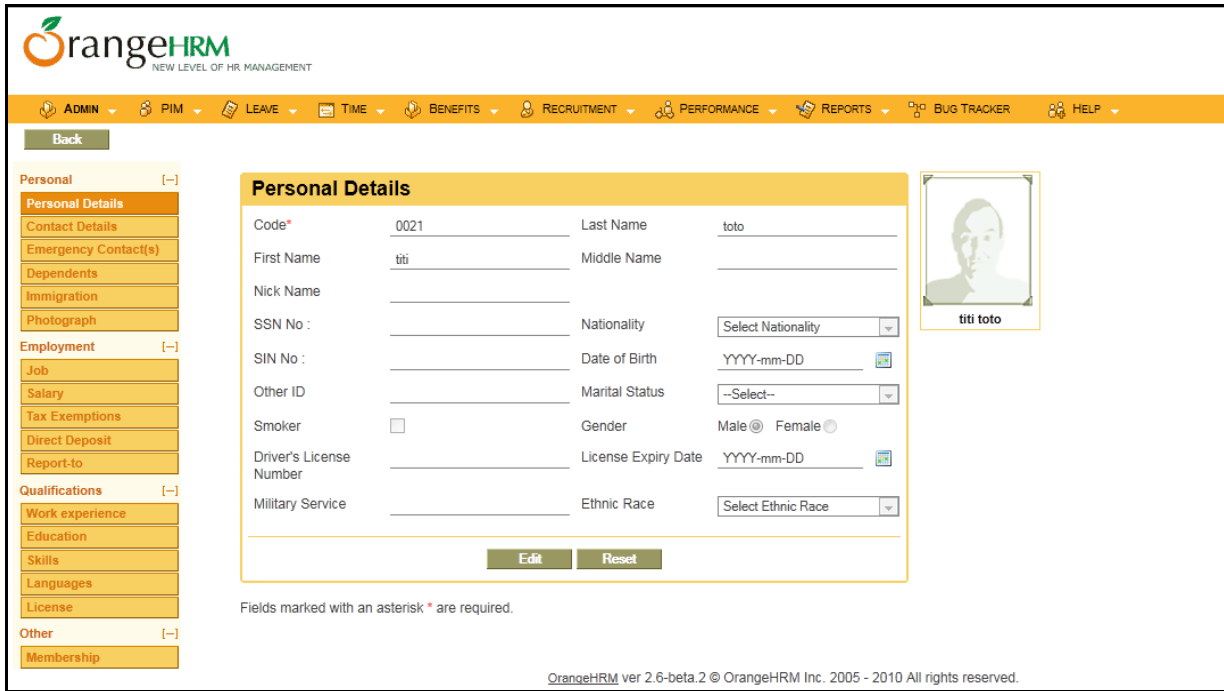 OrangeHRM
NEW LEVEL OF HR MANAGEMENT
ADMIN PIM LEAVE TIME BENEFITS RECRUITMENT PERFORMANCE REPORTS BUG TRACKER HELP
Back
Personal [–]
Personal Details
Contact Details
Emergency Contact(s)
Dependents
Immigration
Photograph
Employment [–]
Job
Salary
Tax Exemptions
Direct Deposit
Report-to
Qualifications [–]
Work experience
Education
Skills
Languages
License
Other [–]
Membership
Personal Details
Code* 0021 Last Name toto
First Name titi Middle Name
Nick Name
SSN No : Nationality Select Nationality
SIN No : Date of Birth YYYY-mm-DD
Other ID Marital Status --Select--
Smoker Gender Male Female
Driver's License Number License Expiry Date YYYY-mm-DD
Military Service Ethnic Race Select Ethnic Race
Edit Reset
titi toto
Fields marked with an asterisk * are required.
OrangeHRM ver 2.6-beta.2 © OrangeHRM Inc. 2005 - 2010 All rights reserved.